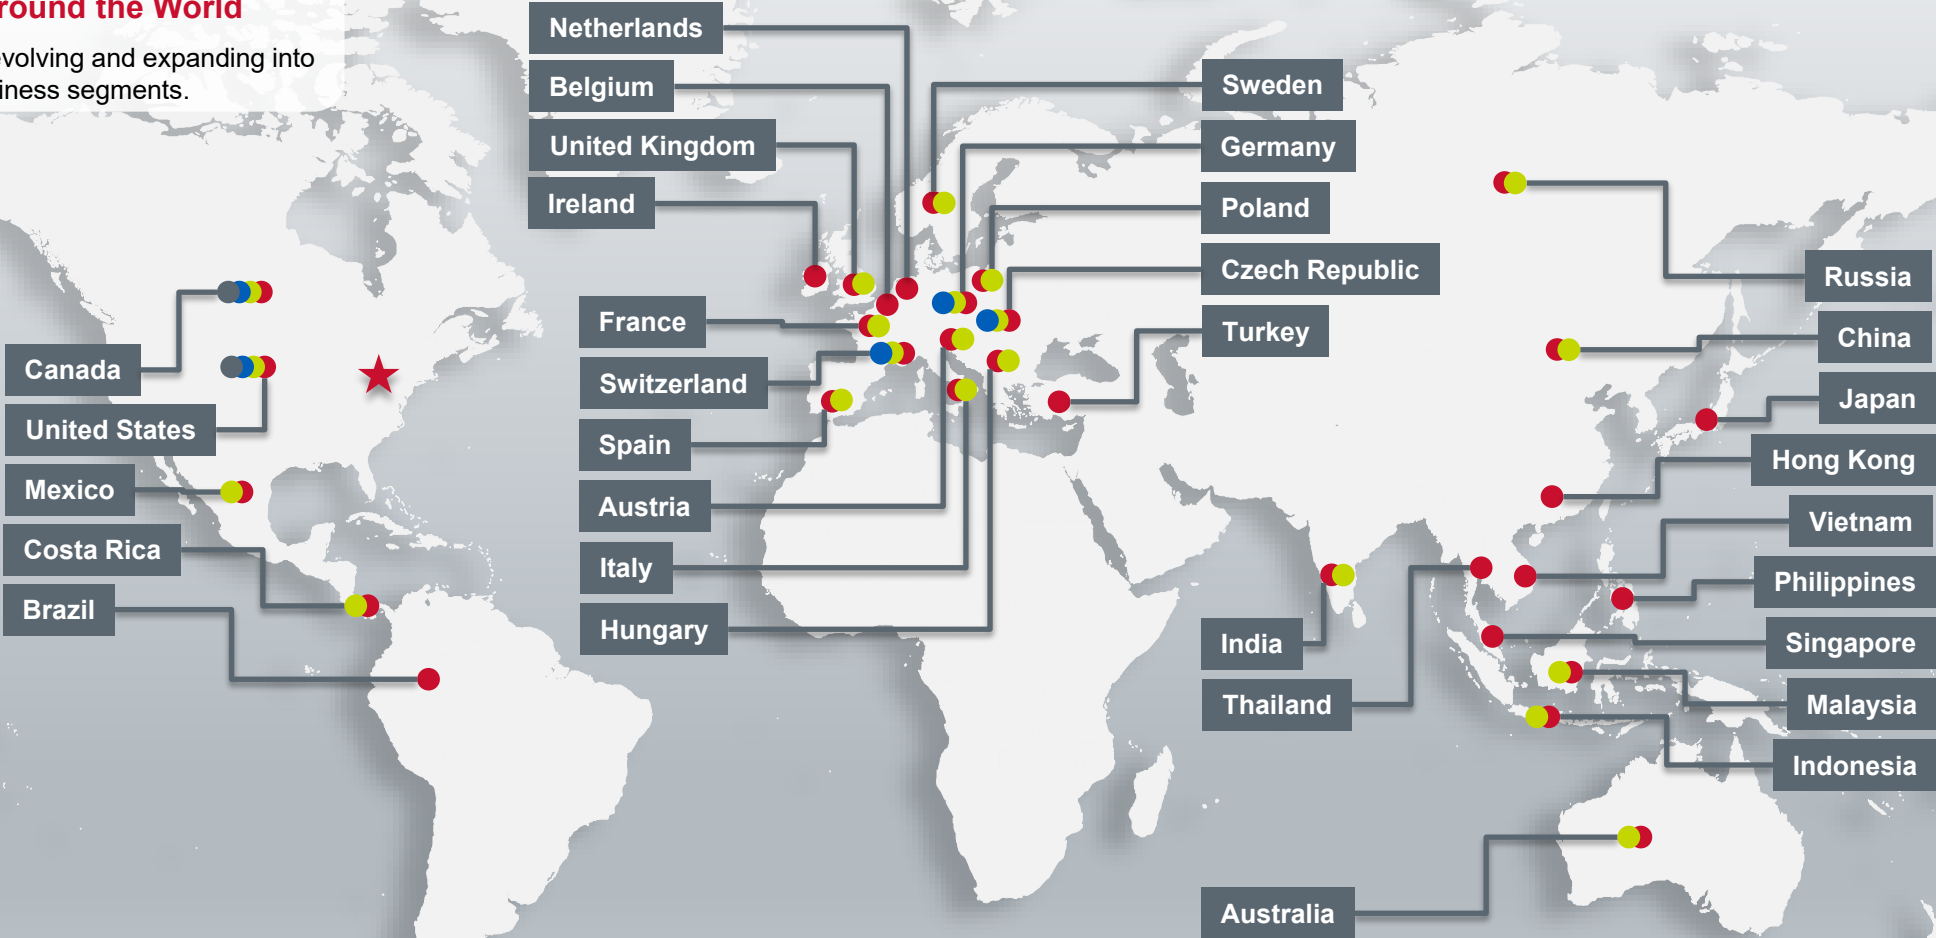 round the World
volving and expanding into
iness segments.
Netherlands
Belgium
United Kingdom
Ireland
Sweden
Germany
Poland
Czech Republic
Turkey
Russia
China
Japan
Hong Kong
Vietnam
Philippines
Singapore
Malaysia
Indonesia
France
Switzerland
Spain
Austria
Italy
Hungary
Canada
United States
Mexico
Costa Rica
Brazil
India
Thailand
Australia